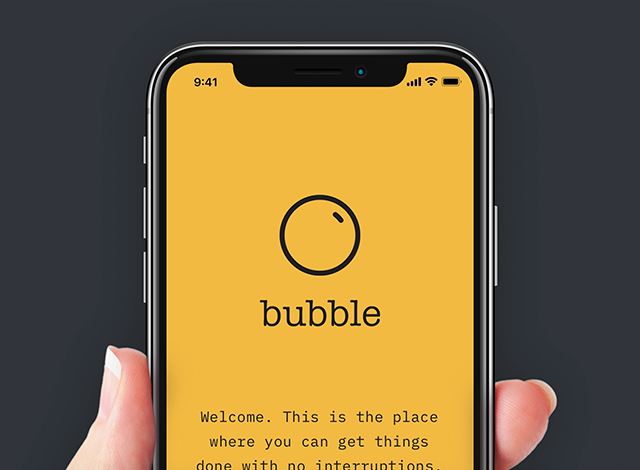 9:41
bubble
Welcome. This is the place
where you can get things
done with no interruptions.